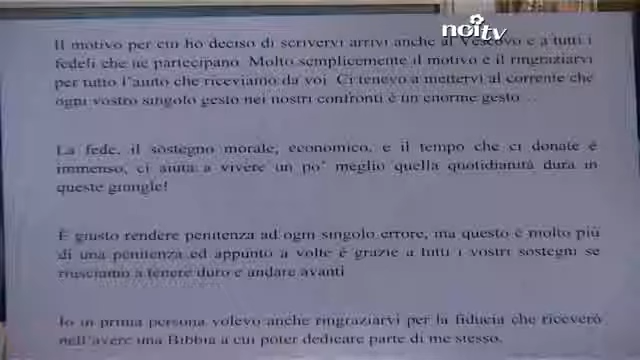 noitv
Il motivo per cui ho deciso di scrivervi arrivi anche al Vescovo e a tutti i
fedeli che ne partecipano. Molto semplicemente il motivo è il ringraziarvi
per tutto l'aiuto che riceviamo da voi. Ci tenevo a mettervi al corrente che
ogni vostro singolo gesto nei nostri confronti è un enorme gesto...
La fede, il sostegno morale, economico, e il tempo che ci donate è
immenso, ci aiuta a vivere un po' meglio quella quotidianità dura in
queste giungle!
È giusto rendere penitenza ad ogni singolo errore, ma questo è molto più
di una penitenza ed appunto a volte è grazie a tutti i vostri sostegni se
riusciamo a tenere duro e andare avanti
Io in prima persona volevo anche ringraziarvi per la fiducia che riceverò
nell'avere una Bibbia a cui poter dedicare parte di me stesso.